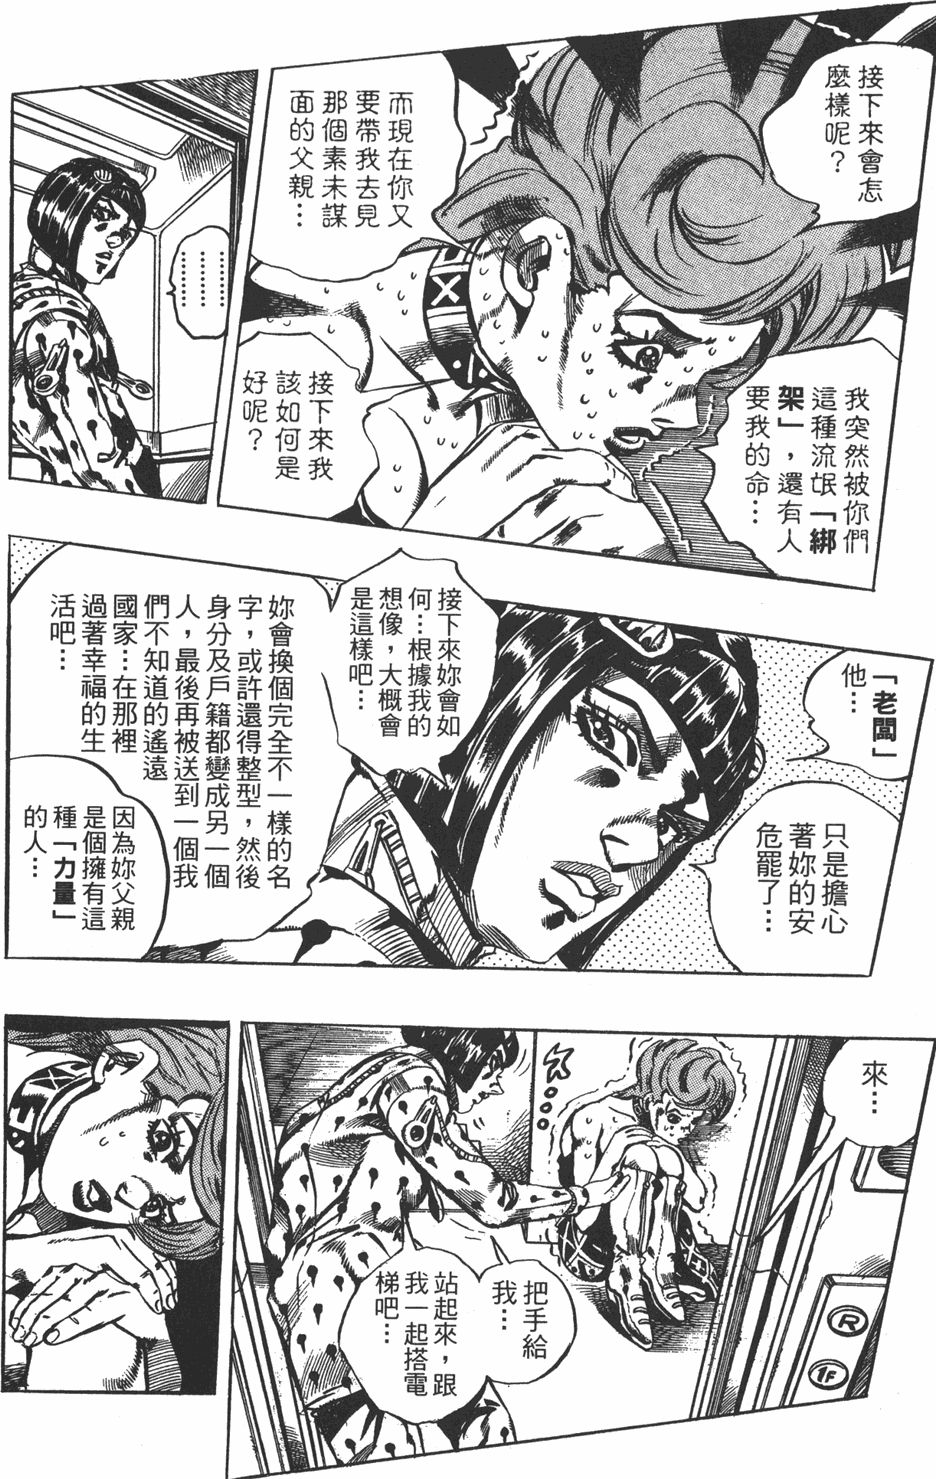 接下來會怎
麼樣呢?
我突然被你們
這種流氓「綁
架」，還有人
要我的命…
而現在你又
要帶我去見
那個素未謀
面的父親…
接下來我
該如何是
好呢?
………
………
「老闆」
他…
只是擔心
著妳的安
危罷了…
接下來妳會如
何…根據我的
想像，大概會
是這樣吧…
妳會換個完全不一樣的名
字，或許還得整型，然後
身分及戶籍都變成另一個
人，最後再被送到一個我
們不知道的遙遠
國家…在那裡
過著幸福的生
活吧…
因為妳父親
是個擁有這
種「力量」
的人…
來…
把手給
我…
站起來，跟
我一起搭電
梯吧…
R
1F